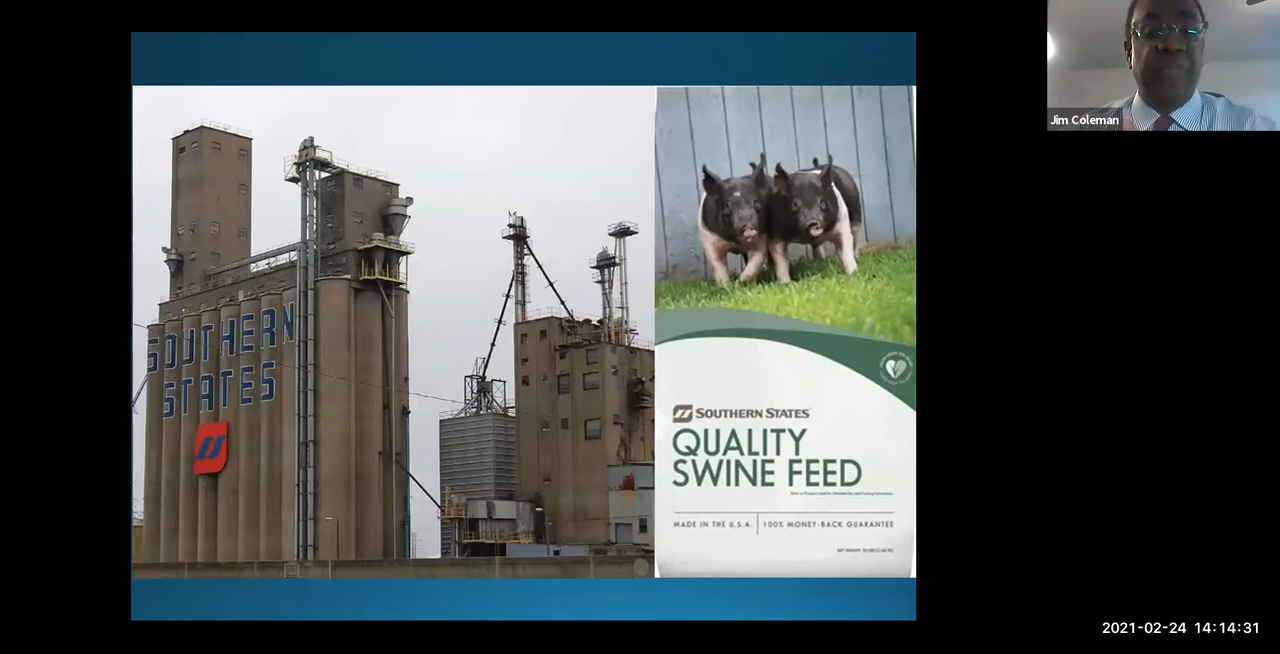 Jim Coleman
SOUTHERN
STATES
SOUTHERN STATES
QUALITY
SWINE FEED
MADE IN THE U.S.A. 100% MONEY-BACK GUARANTEE
2021-02-24 14:14:31